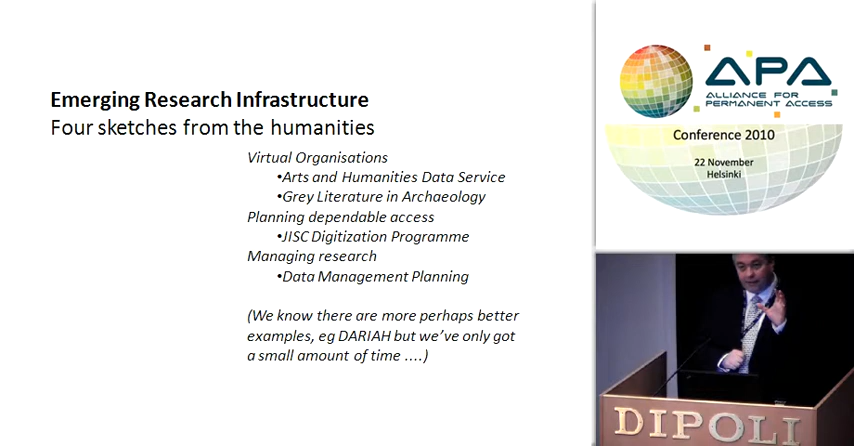 Emerging Research Infrastructure
Four sketches from the humanities
Virtual Organisations
•Arts and Humanities Data Service
•Grey Literature in Archaeology
Planning dependable access
•JISC Digitization Programme
Managing research
•Data Management Planning
(We know there are more perhaps better
examples, eg DARIAH but we’ve only got
a small amount of time ....)
APA
ALLIANCE FOR
PERMANENT ACCESS
Conference 2010
22 November
Helsinki
DIPOLI